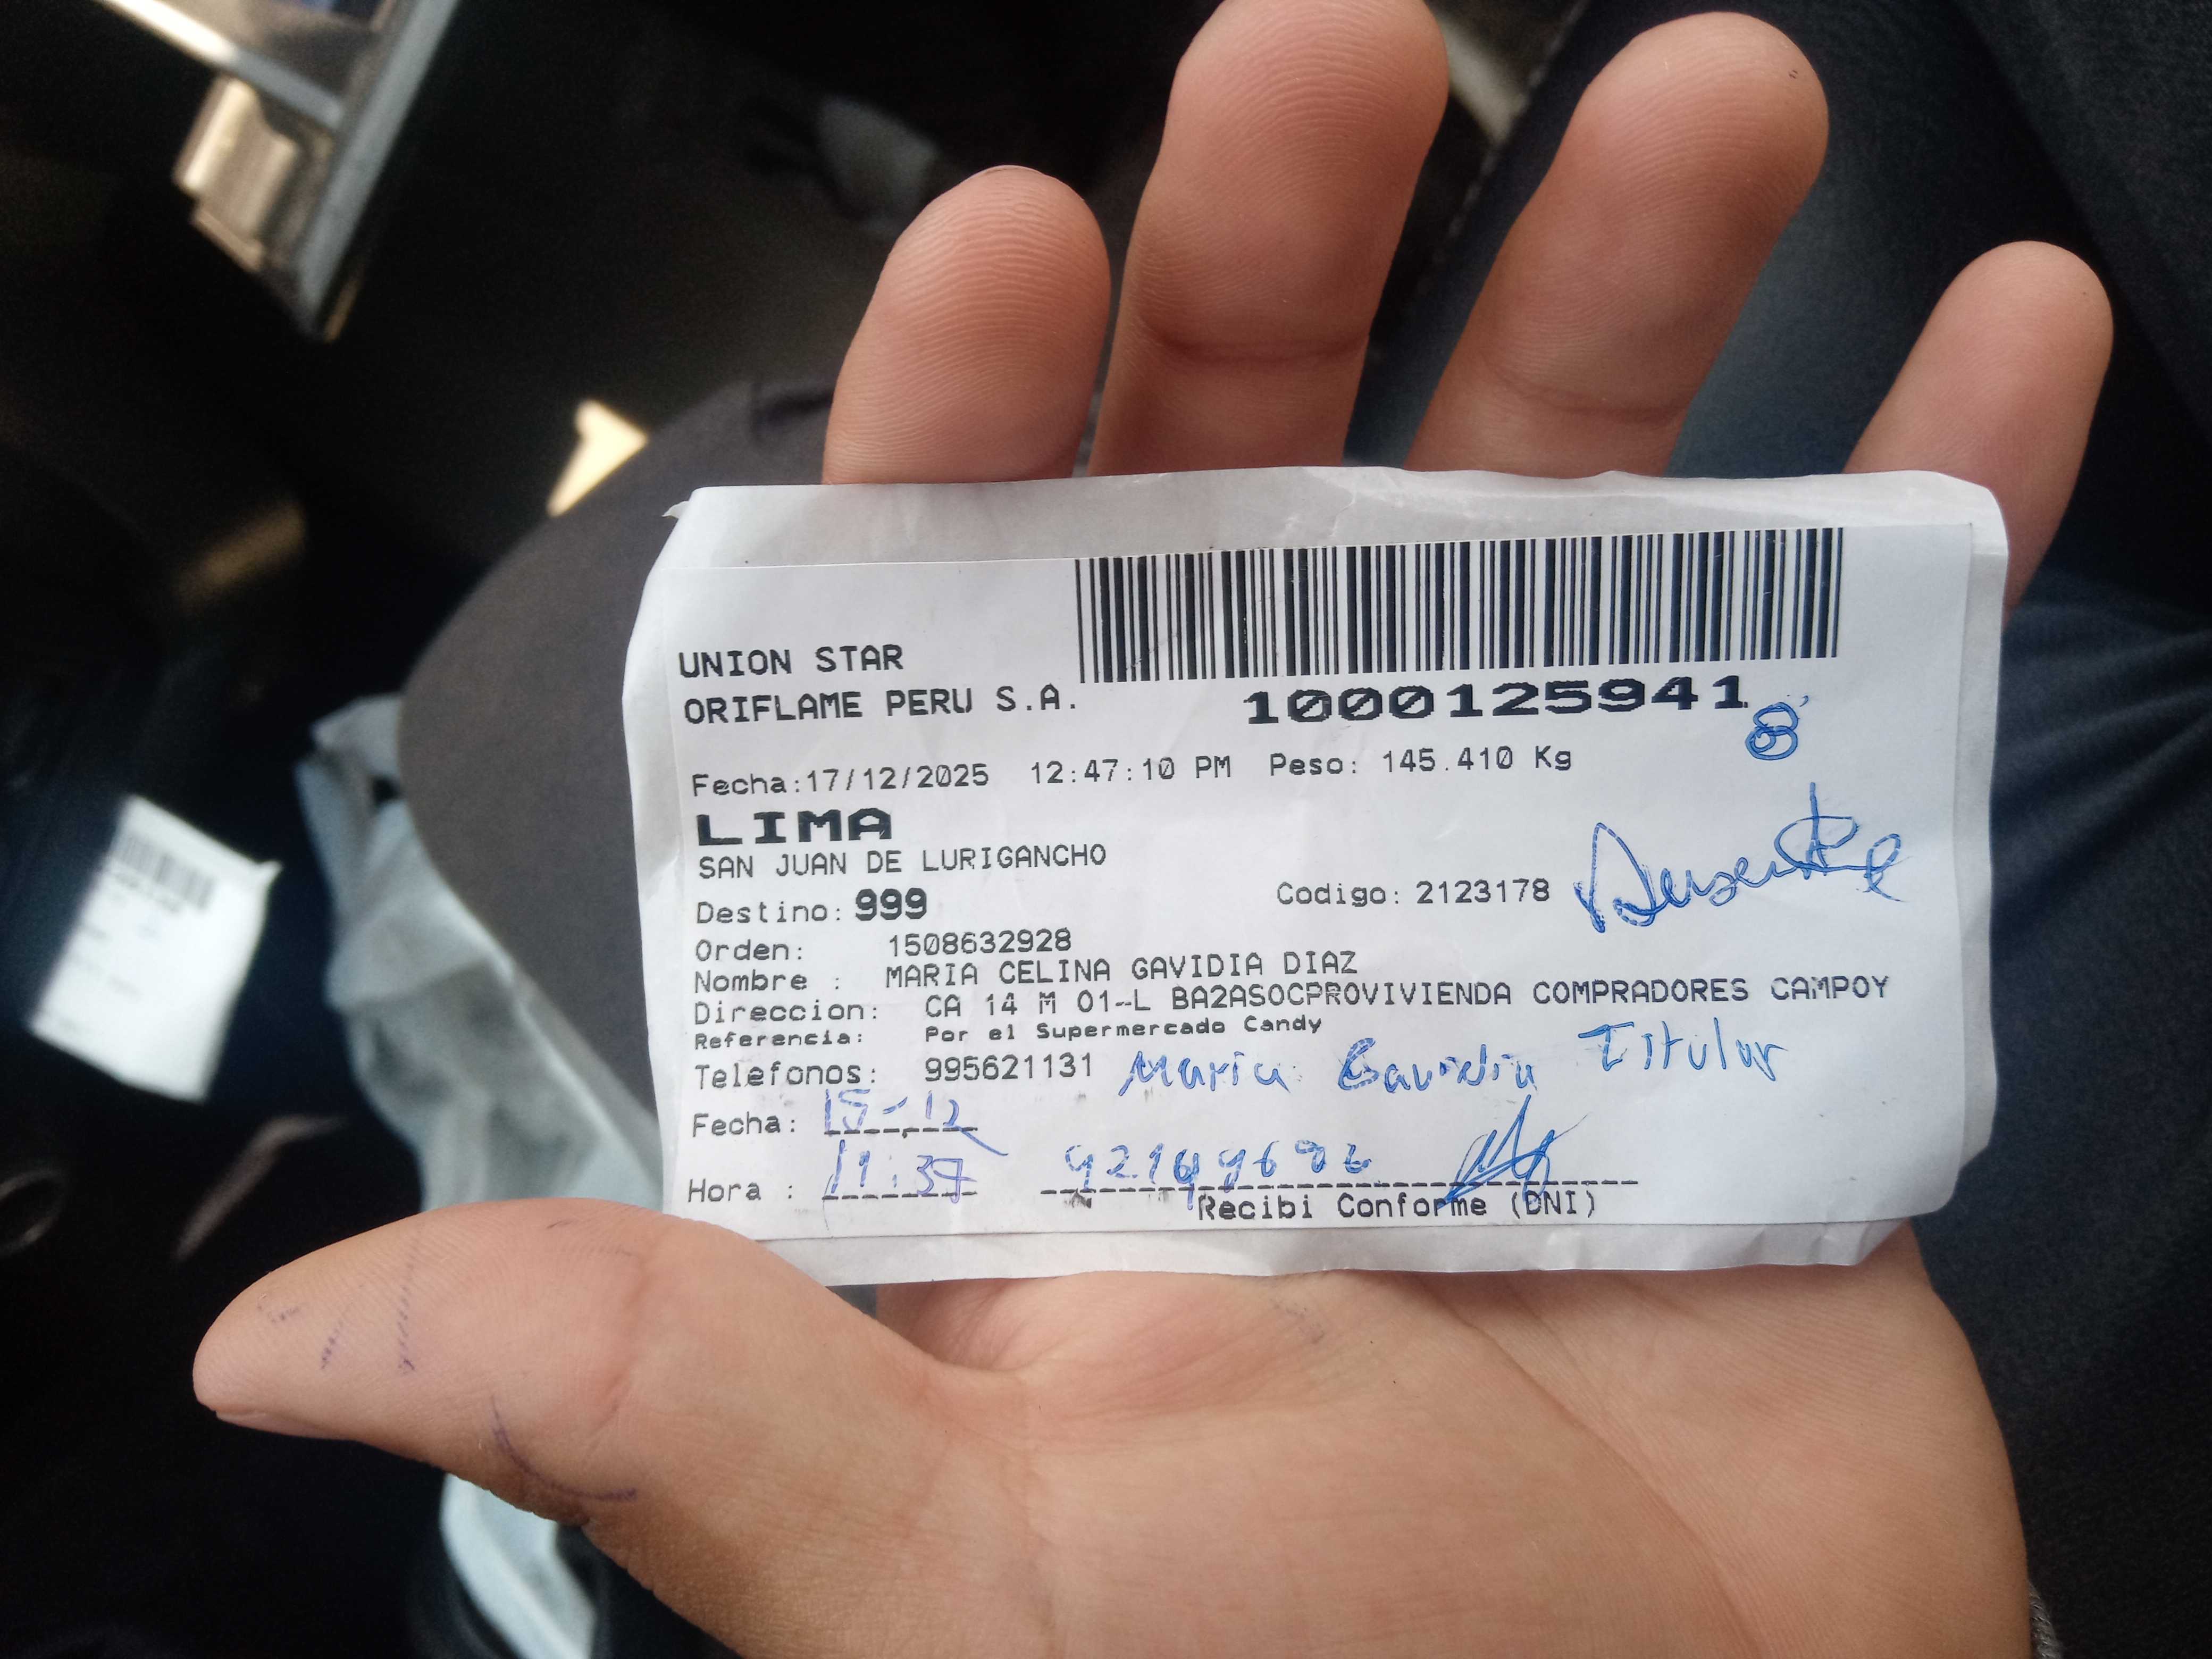 UNION STAR
ORIFLAME PERU S.A.
1000125941
8
Fecha:17/12/2025 12:47:10 PM Peso: 145.410 Kg
LIMA
SAN JUAN DE LURIGANCHO
Destino: 999 Codigo: 2123178
Orden: 1508632928
Nombre : MARIA CELINA GAVIDIA DIAZ
Direccion: CA 14 M 01--L BA2ASOCPROVIVIENDA COMPRADORES CAMPOY
Referencia: Por el Supermercado Candy
Telefonos: 995621131 Maria Gavidia Titular
Fecha:
Hora : 11:37
Recibi Conforme (DNI)